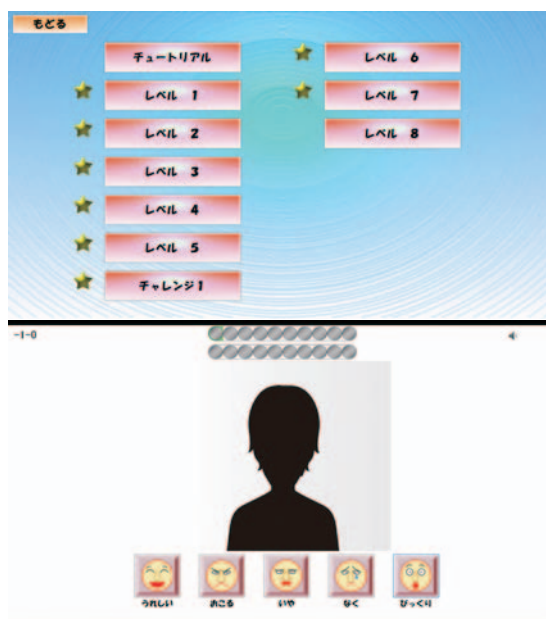 もどる
チュートリアル
レベル 1
レベル 2
レベル 3
レベル 4
レベル 5
チャレンジ1
レベル 6
レベル 7
レベル 8
-1-0
うれしい おこる いや なく びっくり